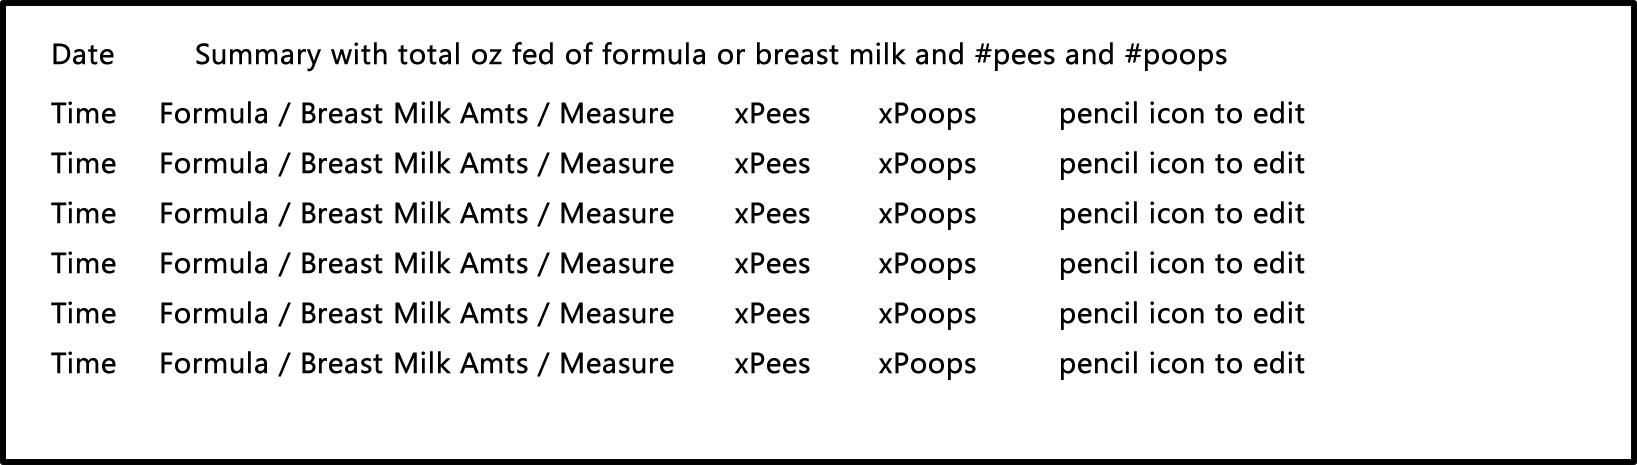 Date Summary with total oz fed of formula or breast milk and #pees and #poops
Time Formula / Breast Milk Amts / Measure xPees xPoops pencil icon to edit
Time Formula / Breast Milk Amts / Measure xPees xPoops pencil icon to edit
Time Formula / Breast Milk Amts / Measure xPees xPoops pencil icon to edit
Time Formula / Breast Milk Amts / Measure xPees xPoops pencil icon to edit
Time Formula / Breast Milk Amts / Measure xPees xPoops pencil icon to edit
Time Formula / Breast Milk Amts / Measure xPees xPoops pencil icon to edit